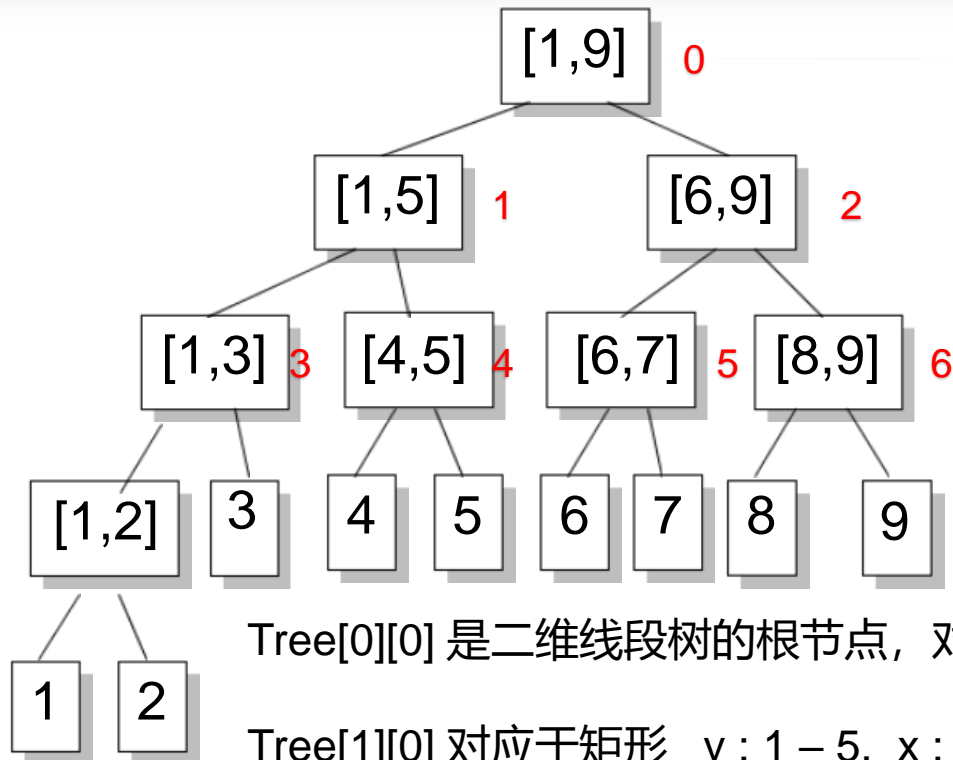 [1,9] 0
[1,5] 1 [6,9] 2
[1,3] 3 [4,5] 4 [6,7] 5 [8,9] 6
[1,2] 3 4 5 6 7 8 9
Tree[0][0] 是二维线段树的根节点，
1 2
Tree[1][0] 对应于矩形 y : 1 – 5, x :